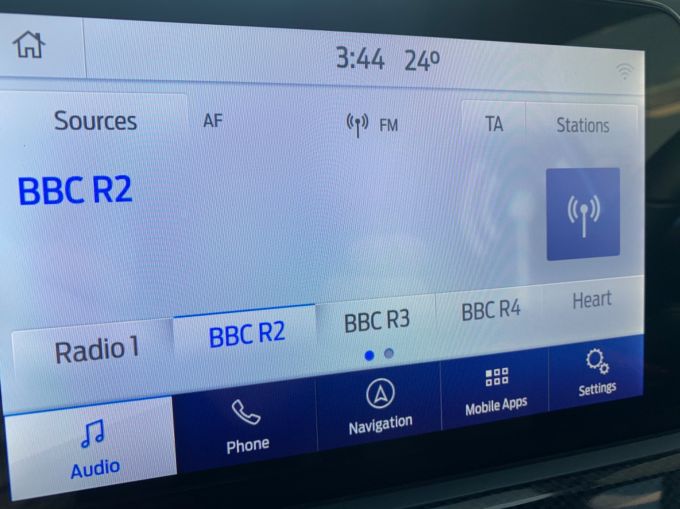 3:44 24º
Sources AF FM TA Stations
BBC R2
Radio 1 BBC R2 BBC R3 BBC R4 Heart
Audio Phone Navigation Mobile Apps Settings